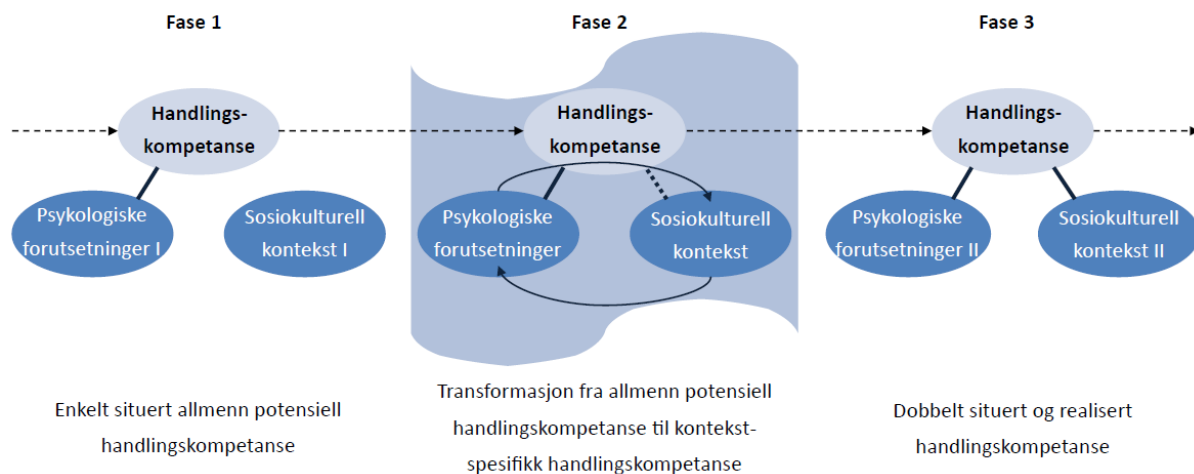 Fase 1
Fase 2
Fase 3
Handlings-
kompetanse
Psykologiske
forutsetninger I
Sosiokulturell
kontekst I
Handlings-
kompetanse
Psykologiske
forutsetninger
Sosiokulturell
kontekst
Handlings-
kompetanse
Psykologiske
forutsetninger II
Sosiokulturell
kontekst II
Enkelt situert allmenn potensiell
handlingskompetanse
Transformasjon fra allmenn potensiell
handlingskompetanse til kontekst-
spesifikk handlingskompetanse
Dobbelt situert og realisert
handlingskompetanse